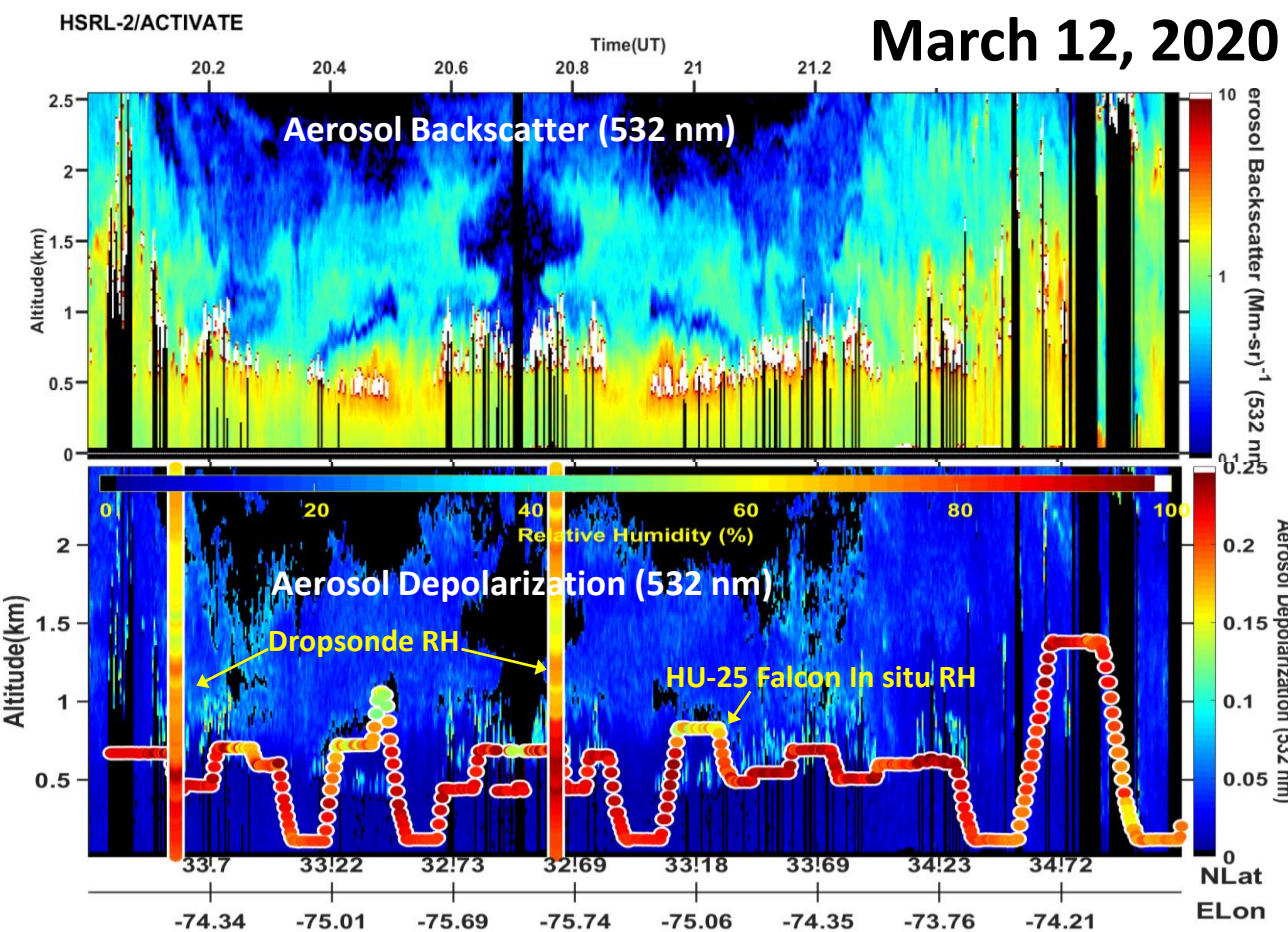 HSRL-2/ACTIVATE
March 12, 2020
Time(UT)
20.2 20.4 20.6 20.8 21 21.2
2.5
2
1.5
1
0.5
0
Altitude(km)
Aerosol Backscatter (532 nm)
10
1
0.1
erosol Backscatter (Mm-sr)-1 (532 nm
0 20 40 60 80 100
Relative Humidity (%)
Aerosol Depolarization (532 nm)
Dropsonde RH
HU-25 Falcon In situ RH
2
1.5
1
0.5
Altitude(km)
0.25
0.2
0.15
0.1
0.05
0
Aerosol Depolarization (532 nm)
33.7 33.22 32.73 32.69 33.18 33.69 34.23 34.72
NLat
-74.34 -75.01 -75.69 -75.74 -75.06 -74.35 -73.76 -74.21
ELon